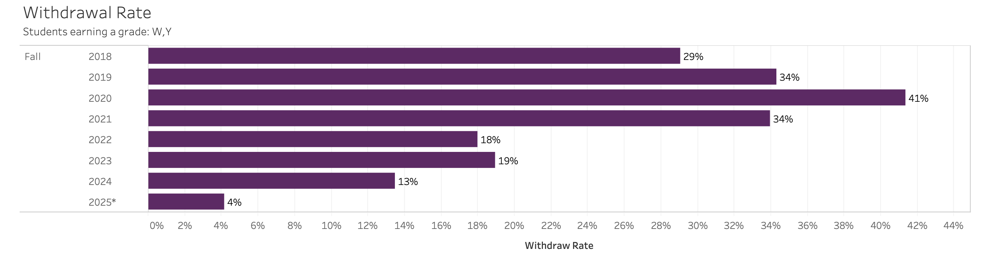 Withdrawal Rate
Students earning a grade: W,Y
Fall 2018 29%
2019 34%
2020 41%
2021 34%
2022 18%
2023 19%
2024 13%
2025* 4%
0% 2% 4% 6% 8% 10% 12% 14% 16% 18% 20% 22% 24% 26% 28% 30% 32% 34% 36% 38% 40% 42% 44%
Withdraw Rate